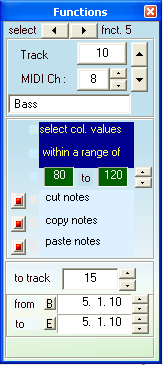 Functions
select fnct. 5
Track 10
MIDI Ch : 8
Bass
select col. values
within a range of
80 to 120
cut notes
copy notes
paste notes
to track 15
from B 5. 1. 10
to E 5. 1. 10